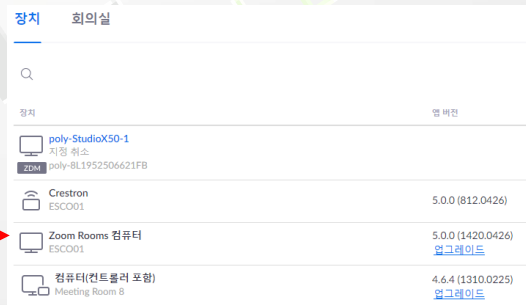 장치 회의실
장치 앱 버전
poly-StudioX50-1
지정 취소
ZDM poly-8L1952506621FB
Crestron
ESCO01
5.0.0 (812.0426)
Zoom Rooms 컴퓨터
ESCO01
5.0.0 (1420.0426)
업그레이드
컴퓨터(컨트롤러 포함)
Meeting Room 8
4.6.4 (1310.0225)
업그레이드